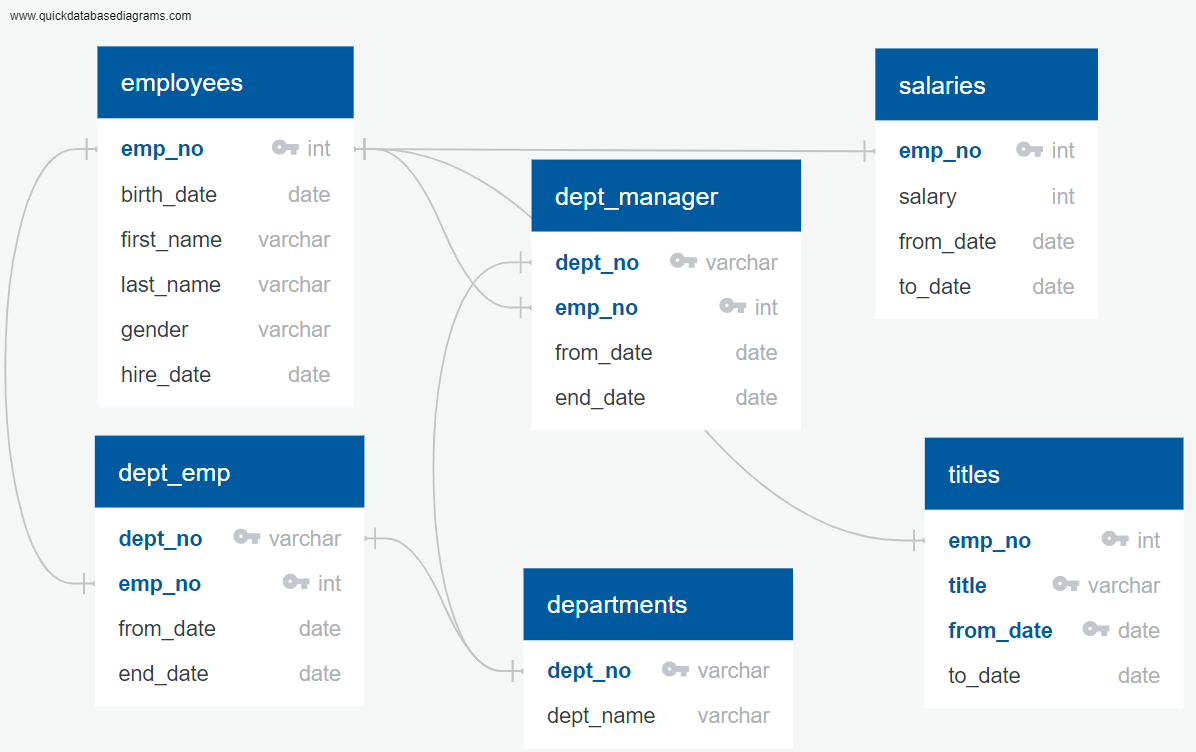 www.quickdatabasediagrams.com
employees
emp_no int
birth_date date
first_name varchar
last_name varchar
gender varchar
hire_date date
salaries
emp_no int
salary int
from_date date
to_date date
dept_manager
dept_no varchar
emp_no int
from_date date
end_date date
dept_emp
dept_no varchar
emp_no int
from_date date
end_date date
departments
dept_no varchar
dept_name varchar
titles
emp_no int
title varchar
from_date date
to_date date